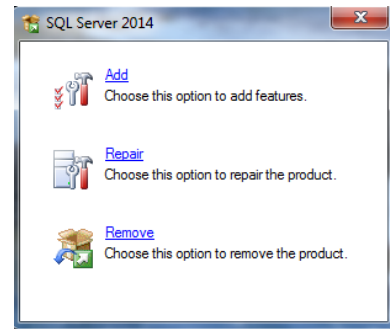 SQL Server 2014
Add
Choose this option to add features.
Repair
Choose this option to repair the product.
Remove
Choose this option to remove the product.